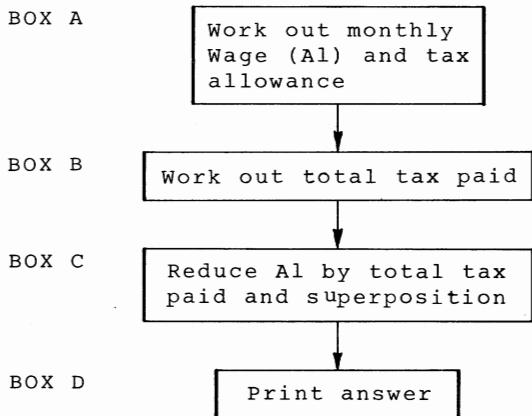 BOX A
Work out monthly
Wage (Al) and tax
allowance
BOX B
Work out total tax paid
BOX C
Reduce Al by total tax
paid and superposition
BOX D
Print answer